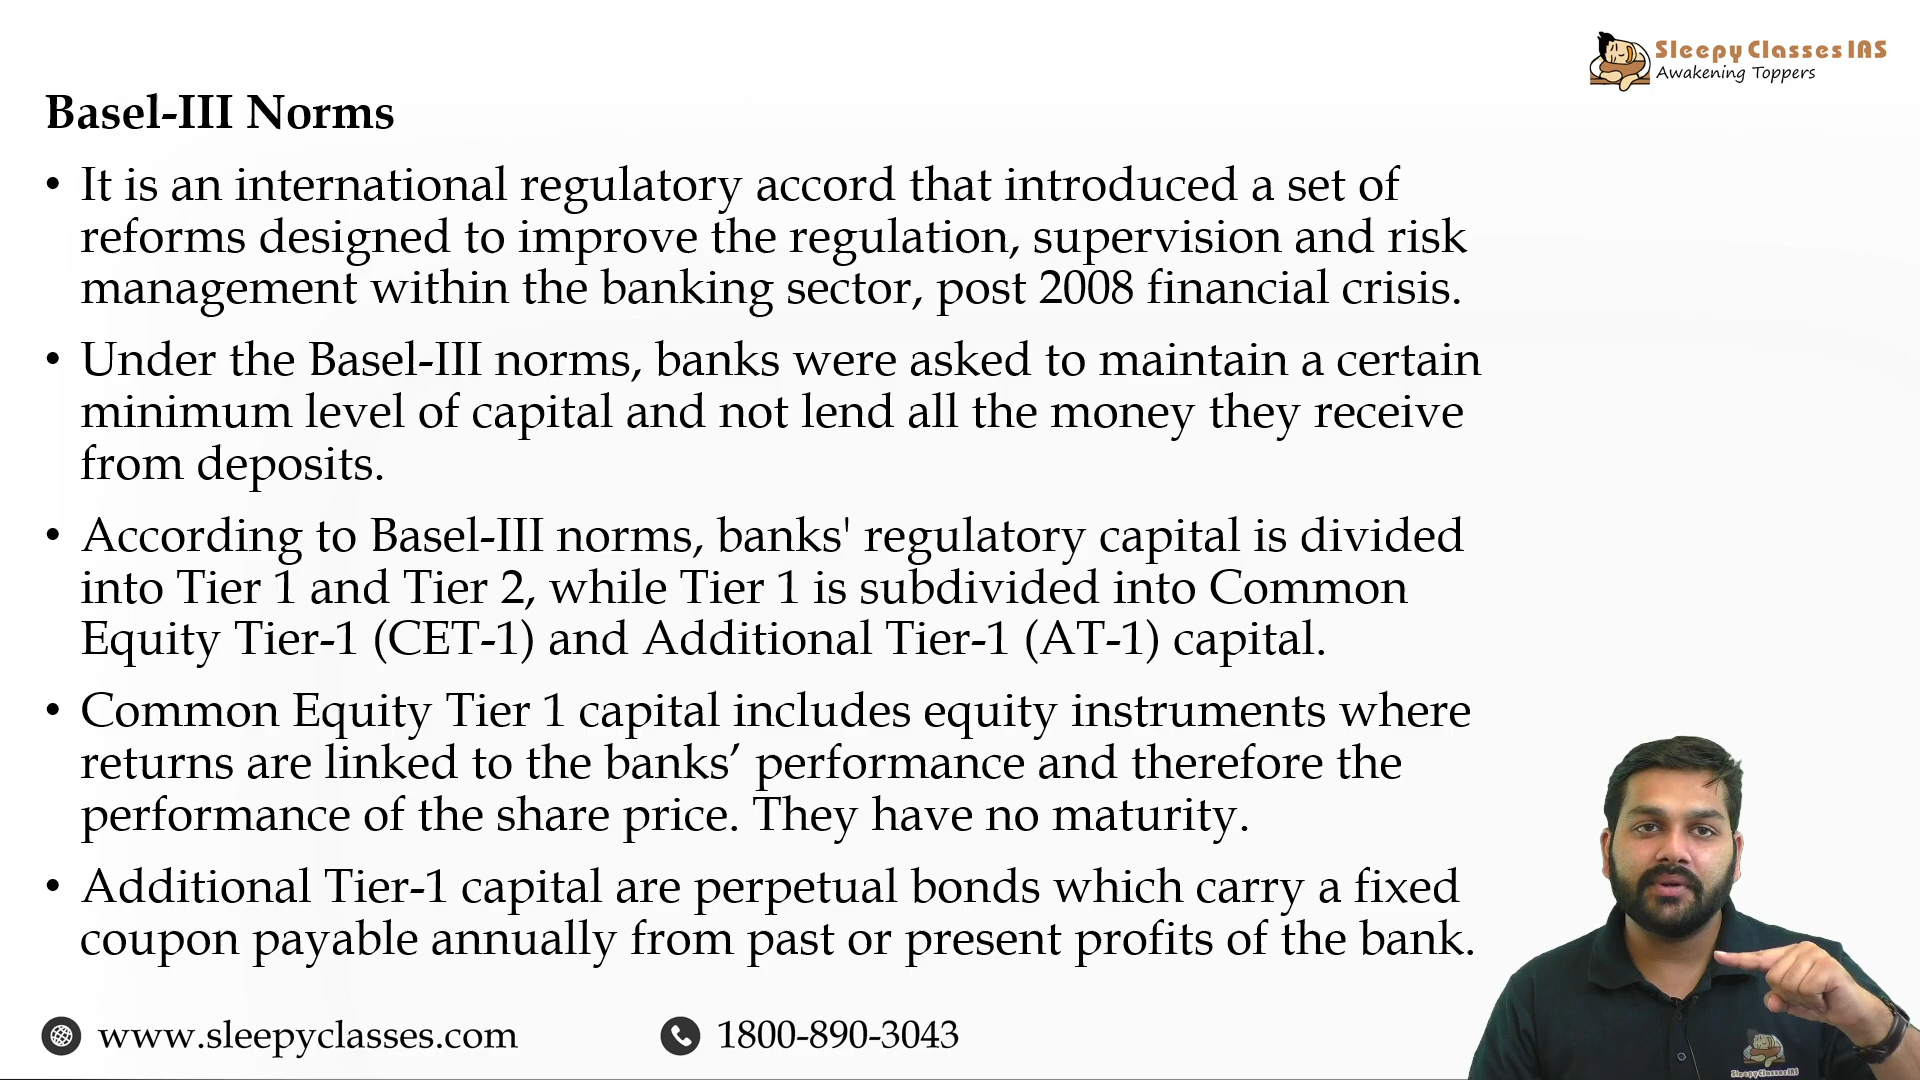 Sleepy Classes IAS
Awakening Toppers
Basel-III Norms
• It is an international regulatory accord that introduced a set of
reforms designed to improve the regulation, supervision and risk
management within the banking sector, post 2008 financial crisis.
• Under the Basel-III norms, banks were asked to maintain a certain
minimum level of capital and not lend all the money they receive
from deposits.
• According to Basel-III norms, banks' regulatory capital is divided
into Tier 1 and Tier 2, while Tier 1 is subdivided into Common
Equity Tier-1 (CET-1) and Additional Tier-1 (AT-1) capital.
• Common Equity Tier 1 capital includes equity instruments where
returns are linked to the banks’ performance and therefore the
performance of the share price. They have no maturity.
• Additional Tier-1 capital are perpetual bonds which carry a fixed
coupon payable annually from past or present profits of the bank.
www.sleepyclasses.com
1800-890-3043
Sleepy Classes IAS